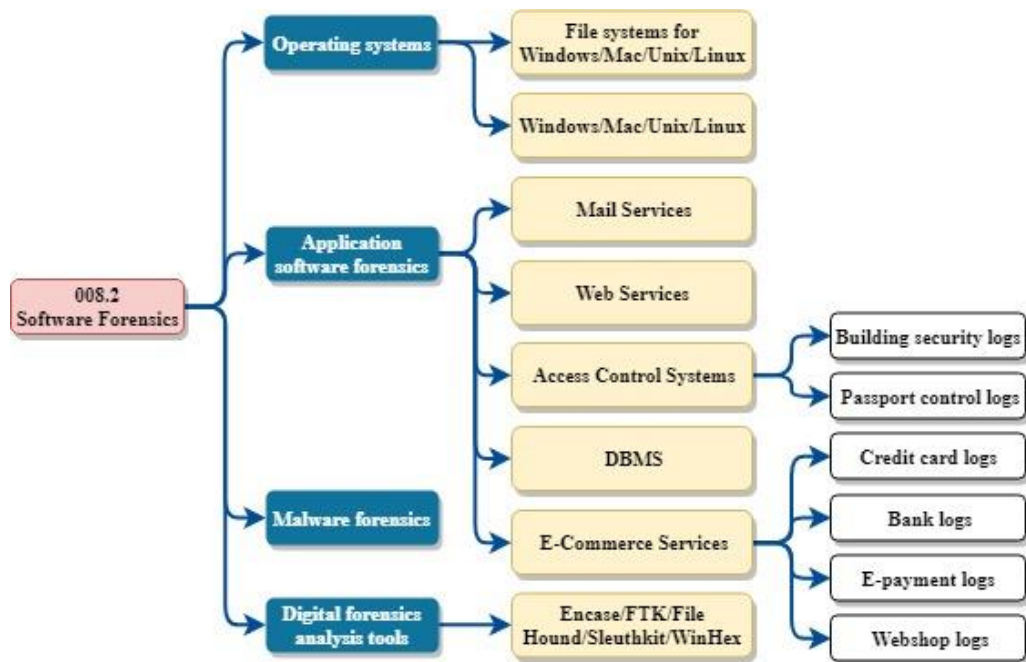 008.2
Software Forensics
Operating systems
File systems for
Windows/Mac/Unix/Linux
Windows/Mac/Unix/Linux
Application
software forensics
Mail Services
Web Services
Access Control Systems
Building security logs
Passport control logs
DBMS
E-Commerce Services
Credit card logs
Bank logs
E-payment logs
Webshop logs
Malware forensics
Digital forensics
analysis tools
Encase/FTK/File
Hound/Sleuthkit/WinHex